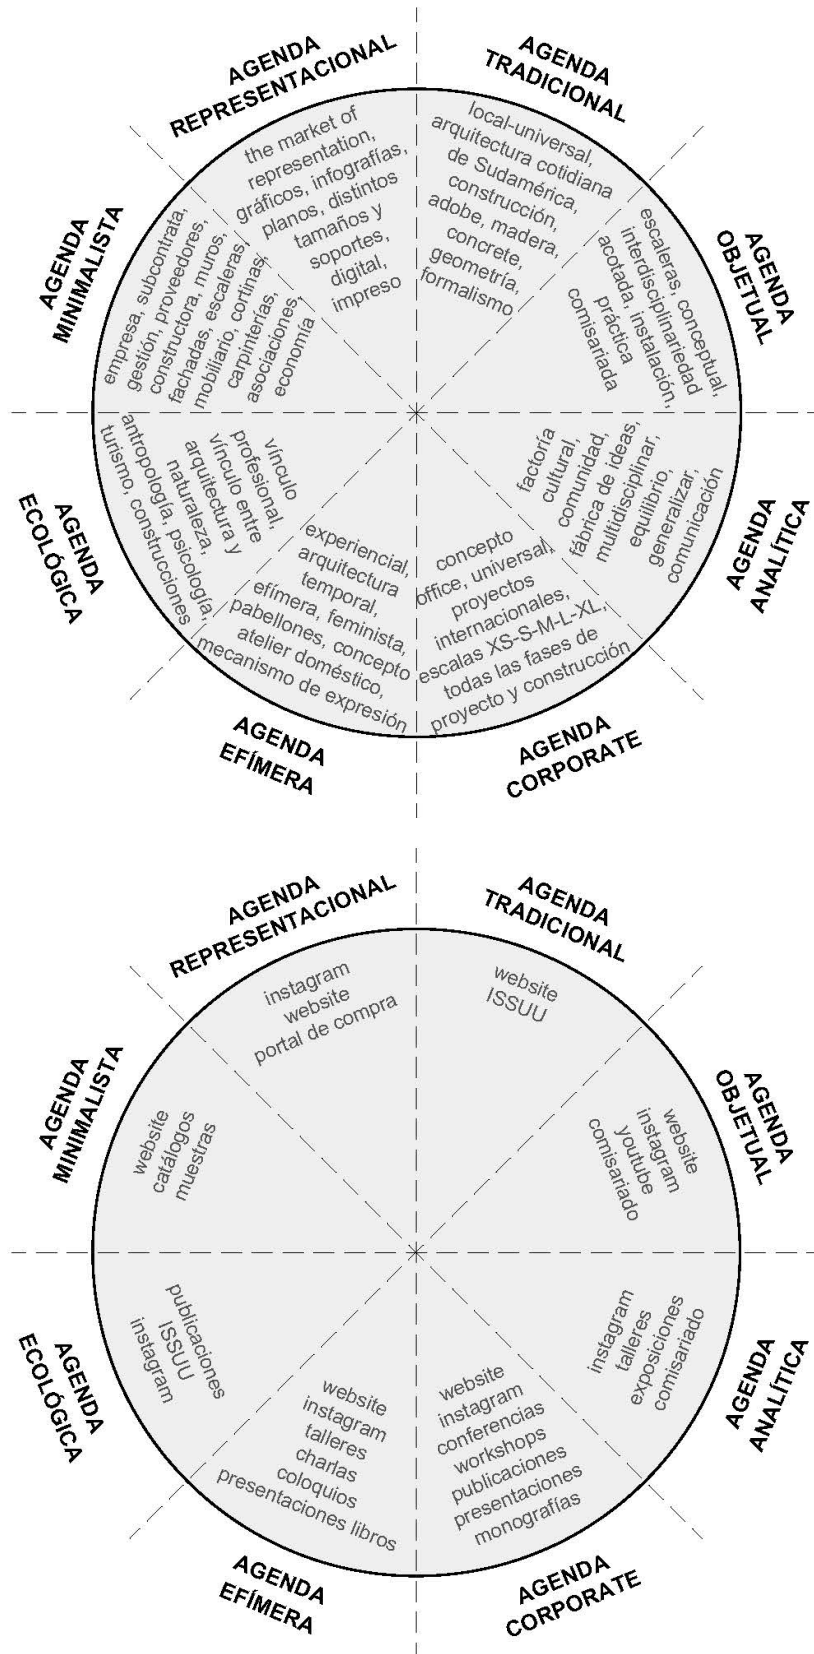 AGENDA
REPRESENTACIONAL
the market of
representation,
gráficos, infografías,
planos, distintos
tamaños y
soportes,
digital,
impreso
AGENDA
TRADICIONAL
local-universal,
arquitectura cotidiana
de Sudamérica,
construcción,
adobe, madera,
concrete,
geometría,
formalismo
AGENDA
OBJETUAL
escaleras, conceptual,
interdisciplinariedad
acotada, instalación,
práctica
comisariada
AGENDA
ANALÍTICA
factoría
cultural,
comunidad,
fábrica de ideas,
multidisciplinar,
equilibrio,
generalizar,
comunicación
AGENDA
CORPORATE
concepto
office, universal,
proyectos
internacionales,
escalas XS-S-M-L-XL,
todas las fases de
proyecto y construcción
AGENDA
EFÍMERA
experiencial,
arquitectura
temporal,
efímera, feminista,
pabellones, concepto
atelier doméstico,
mecanismo de expresión
AGENDA
ECOLÓGICA
vínculo
profesional,
vínculo entre
arquitectura y
naturaleza,
antropología, psicología,
turismo, construcciones
AGENDA
MINIMALISTA
empresa, subcontrata,
gestión, proveedores,
constructora, muros,
fachadas, escaleras,
mobiliario, cortinas,
carpinterías,
asociaciones,
economía
AGENDA
REPRESENTACIONAL
instagram
website
portal de compra
AGENDA
TRADICIONAL
website
ISSUU
AGENDA
OBJETUAL
website
instagram
youtube
comisariado
AGENDA
ANALÍTICA
instagram
talleres
exposiciones
comisariado
AGENDA
CORPORATE
website
instagram
conferencias
workshops
publicaciones
presentaciones
monografías
AGENDA
EFÍMERA
website
instagram
talleres
charlas
coloquios
presentaciones libros
AGENDA
ECOLÓGICA
publicaciones
ISSUU
instagram
AGENDA
MINIMALISTA
website
catálogos
muestras